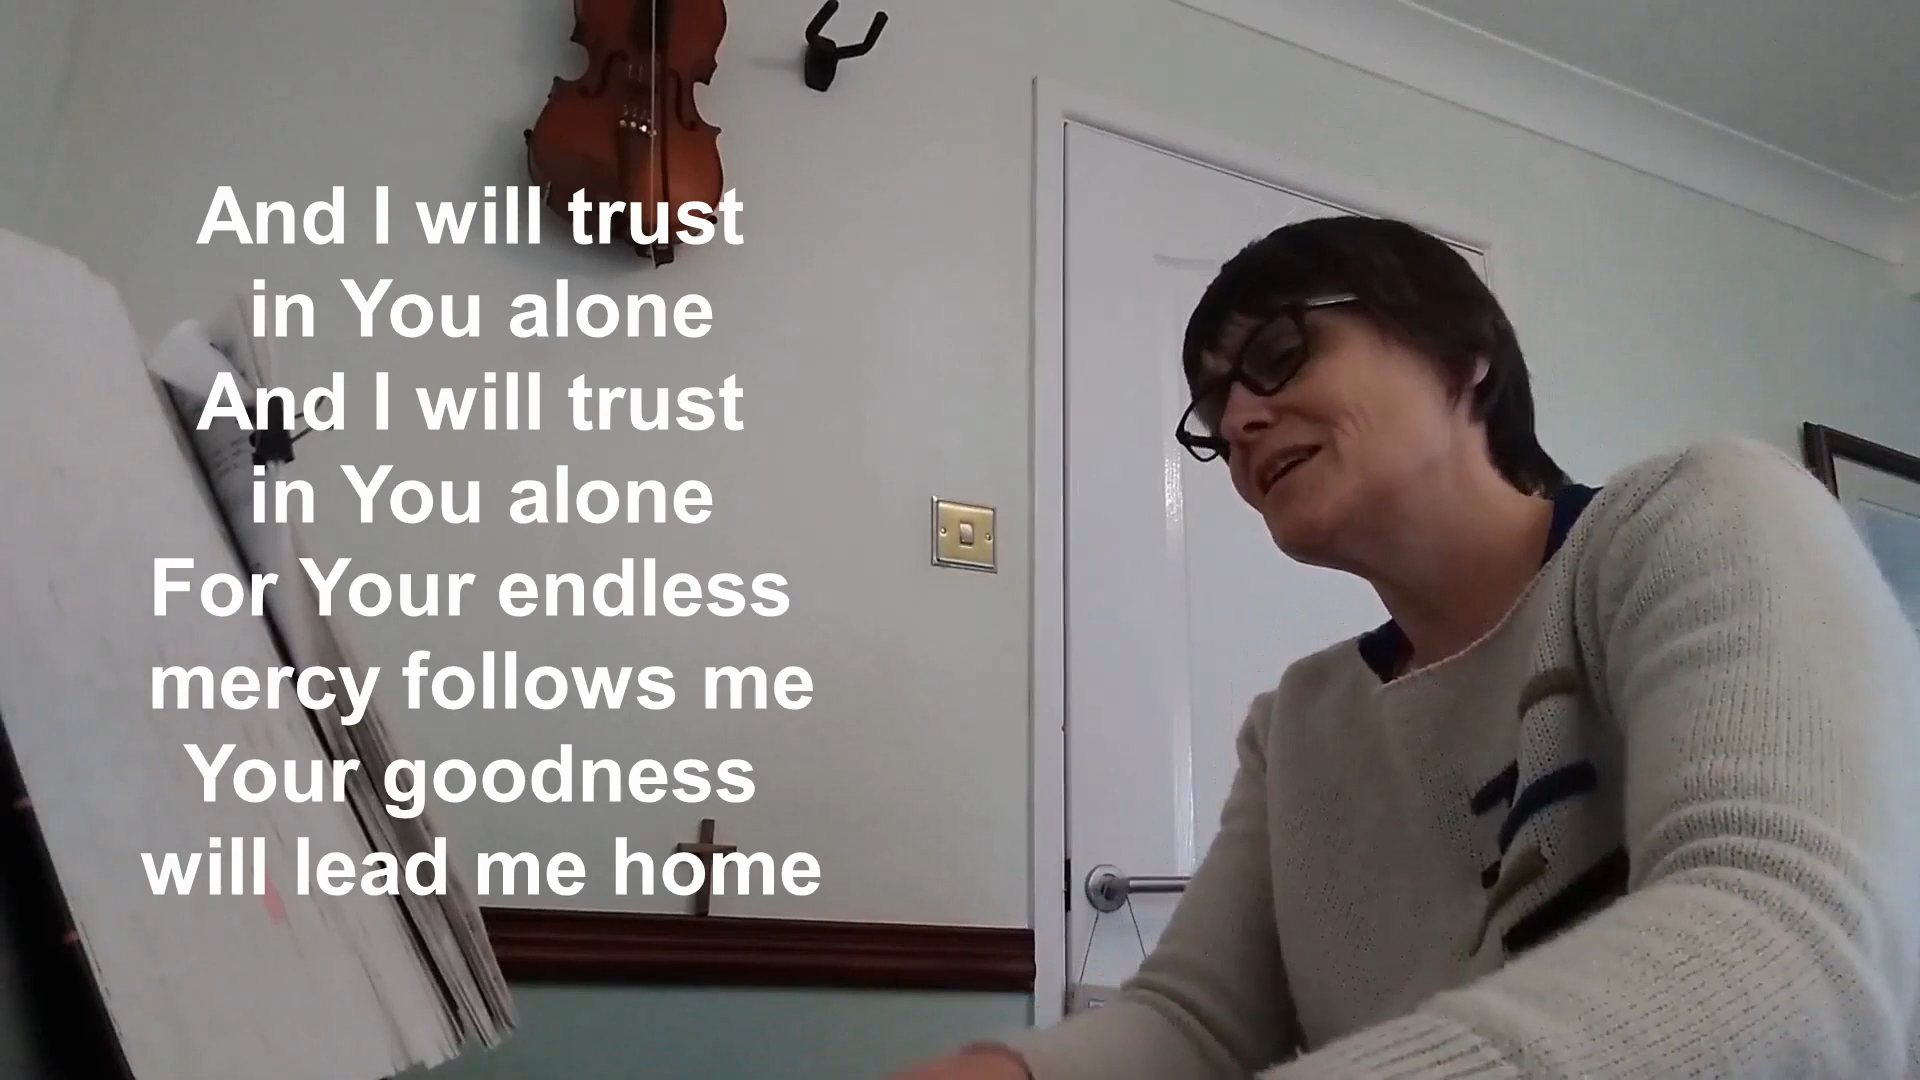 And I will trust
in You alone
And I will trust
in You alone
For Your endless
mercy follows me
Your goodness
will lead me home